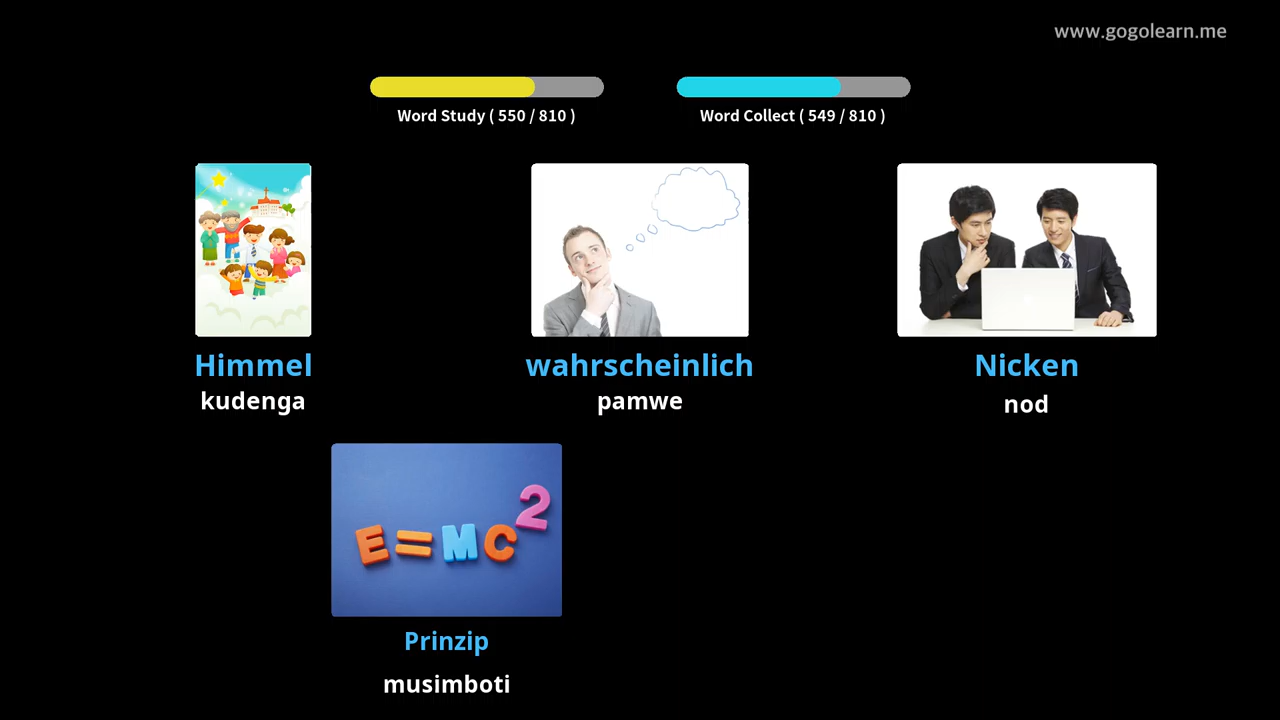 www.gogolearn.me
Word Study ( 550 / 810 )
Word Collect ( 549 / 810 )
Himmel
kudenga
wahrscheinlich
pamwe
Nicken
nod
E=MC2
Prinzip
musimboti